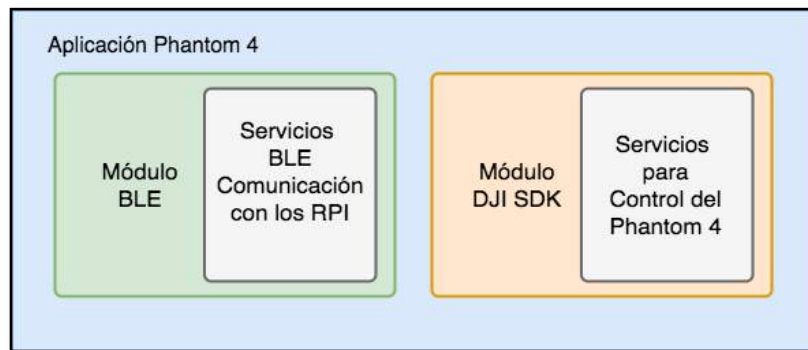 Aplicación Phantom 4
Módulo
BLE
Servicios
BLE
Comunicación
con los RPI
Módulo
DJI SDK
Servicios
para
Control del
Phantom 4